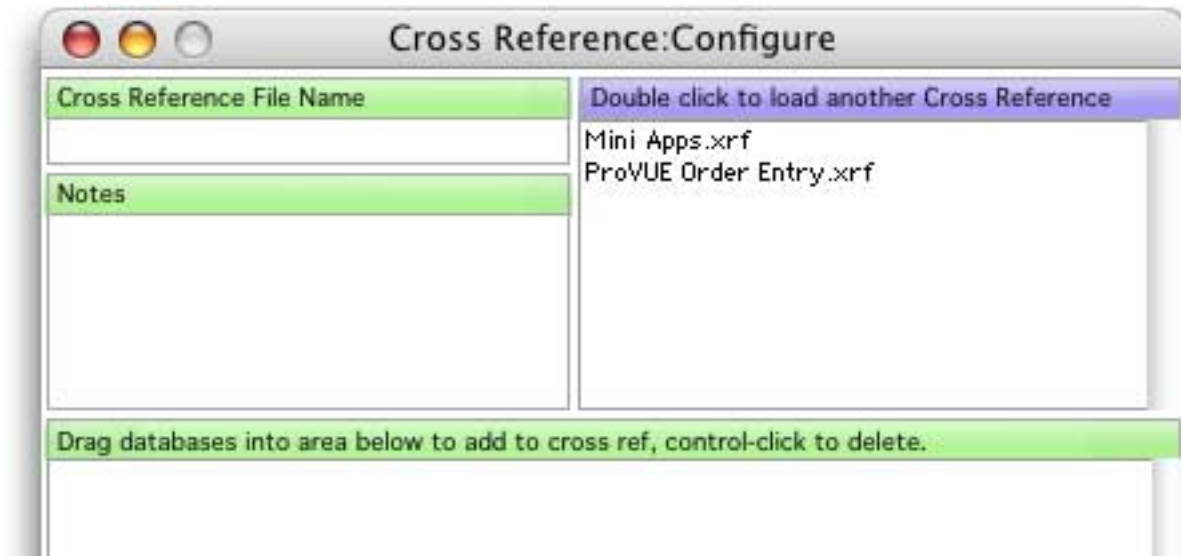 Cross Reference:Configure
Cross Reference File Name
Notes
Double click to load another Cross Reference
Mini Apps.xrf
ProVUE Order Entry.xrf
Drag databases into area below to add to cross ref, control-click to delete.